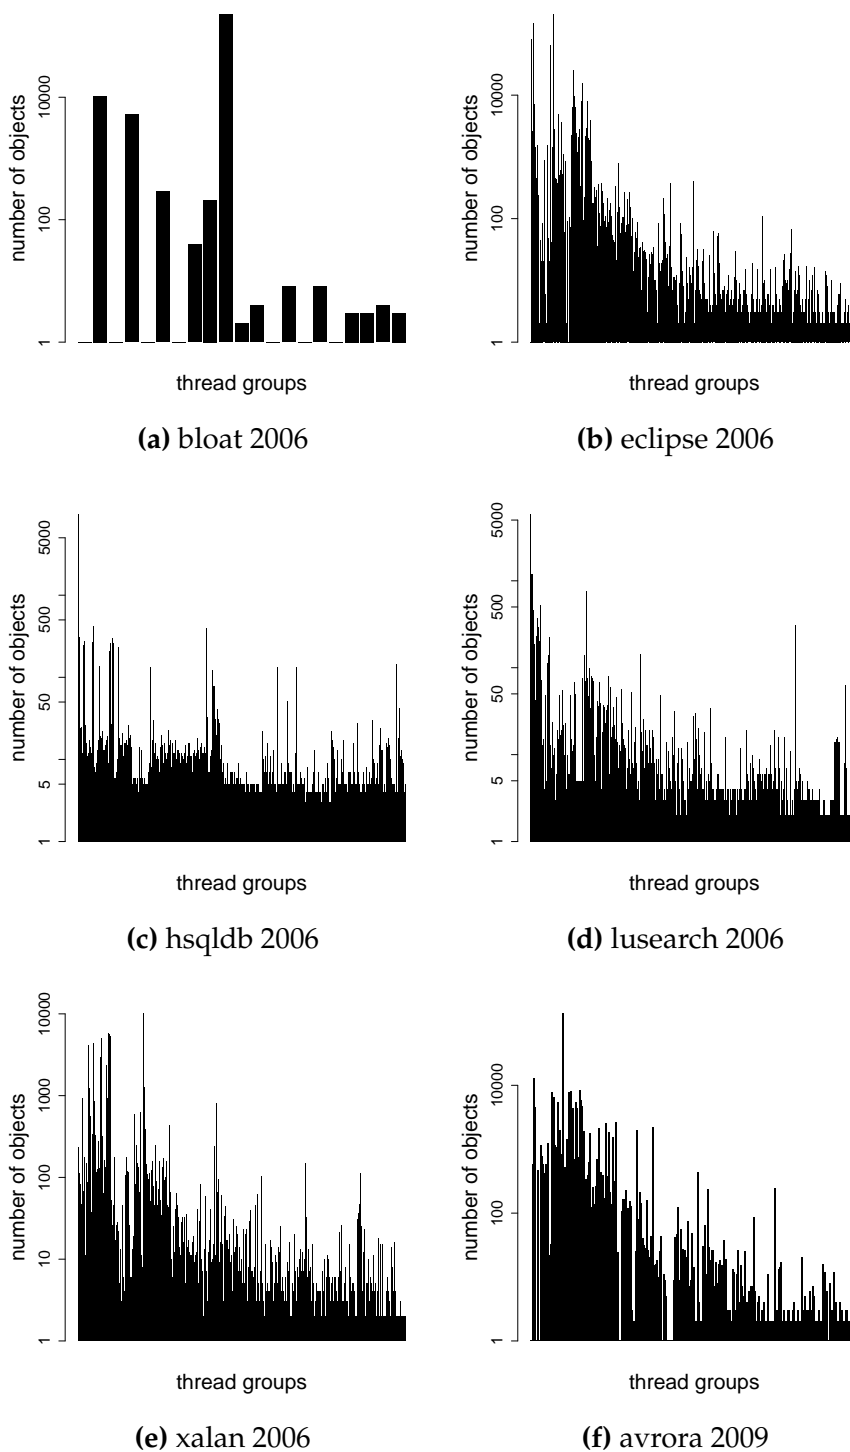 number of objects
10000
100
1
thread groups
(a) bloat 2006
number of objects
10000
100
1
thread groups
(b) eclipse 2006
number of objects
5000
500
50
5
1
thread groups
(c) hsqldb 2006
number of objects
5000
500
50
5
1
thread groups
(d) lusearch 2006
number of objects
10000
1000
100
10
1
thread groups
(e) xalan 2006
number of objects
10000
100
1
thread groups
(f) avrora 2009